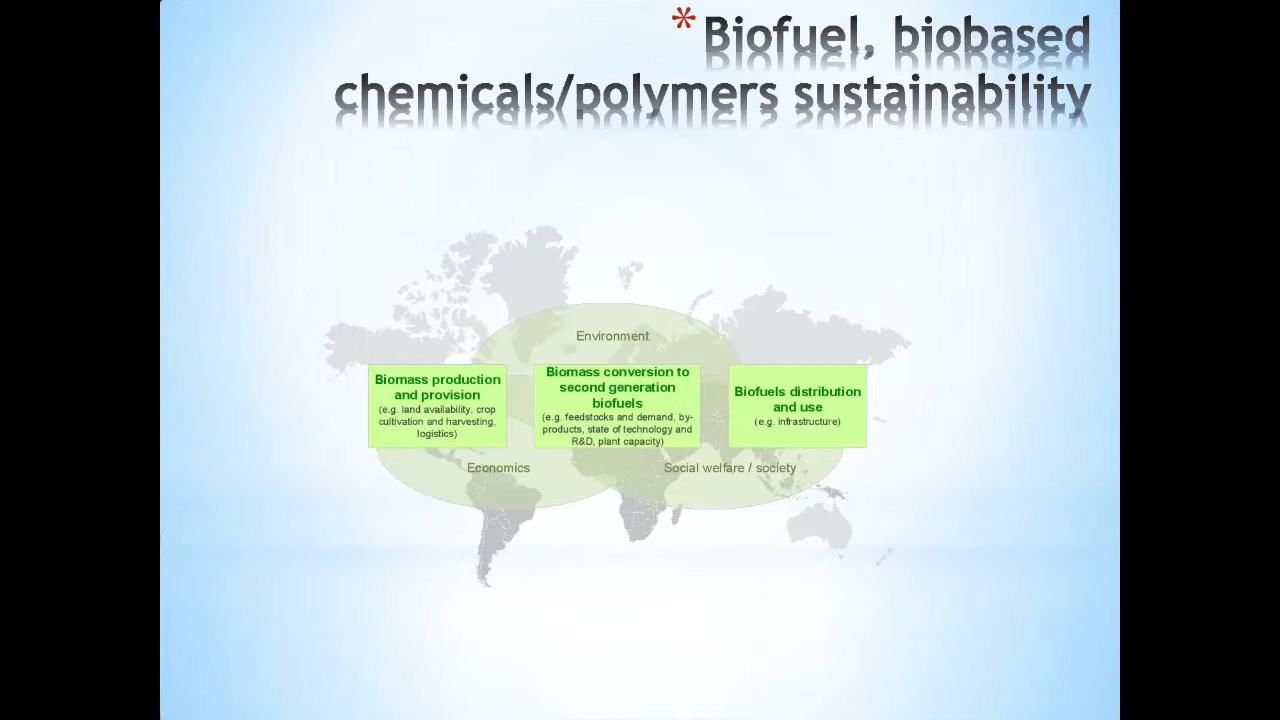 * Biofuel, biobased
chemicals/polymers sustainability
Environment
Biomass production
and provision
(e.g. land availability, crop
cultivation and harvesting,
logistics)
Biomass conversion to
second generation
biofuels
(e.g. feedstocks and demand, by-
products, state of technology and
R&D, plant capacity)
Biofuels distribution
and use
(e.g. infrastructure)
Economics
Social welfare / society